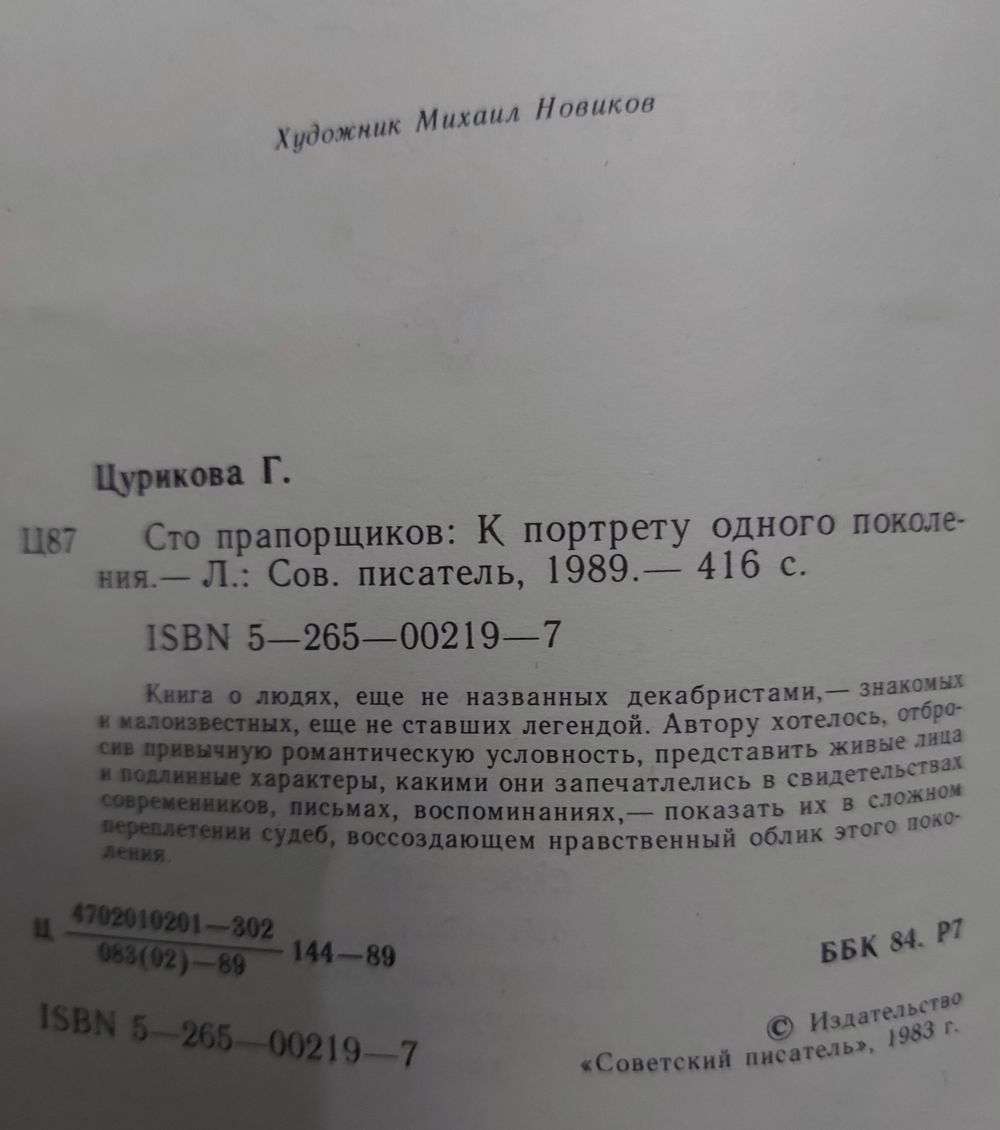 Художник Михаил Новиков
Цурикова Г.
Ц87 Сто прапорщиков: К портрету одного поколе-
ния.— Л.: Сов. писатель, 1989.— 416 с.
ISBN 5—265—00219—7
Книга о людях, еще не названных декабристами,— знакомых
и малоизвестных, еще не ставших легендой. Автору хотелось, отбро-
сив привычную романтическую условность, представить живые лица
и подлинные характеры, какими они запечатлелись в свидетельствах
современников, письмах, воспоминаниях,— показать их в сложном
переплетении судеб, воссоздающем нравственный облик этого поко-
ления.
Ц 4702010201—302
083(02)—89
144—89
ББК 84. Р7
ISBN 5—265—00219—7
© Издательство
«Советский писатель», 1983 г.